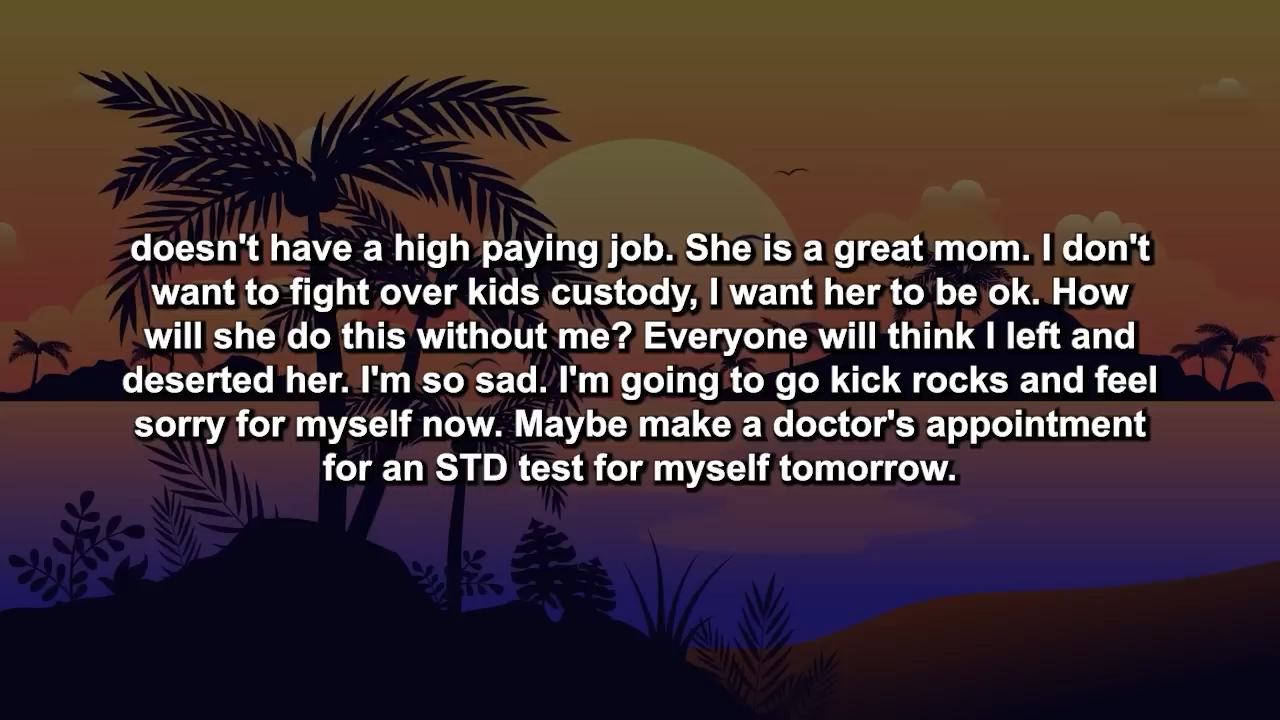 doesn't have a high paying job. She is a great mom. I don't
want to fight over kids custody, I want her to be ok. How
will she do this without me? Everyone will think I left and
deserted her. I'm so sad. I'm going to go kick rocks and feel
sorry for myself now. Maybe make a doctor's appointment
for an STD test for myself tomorrow.